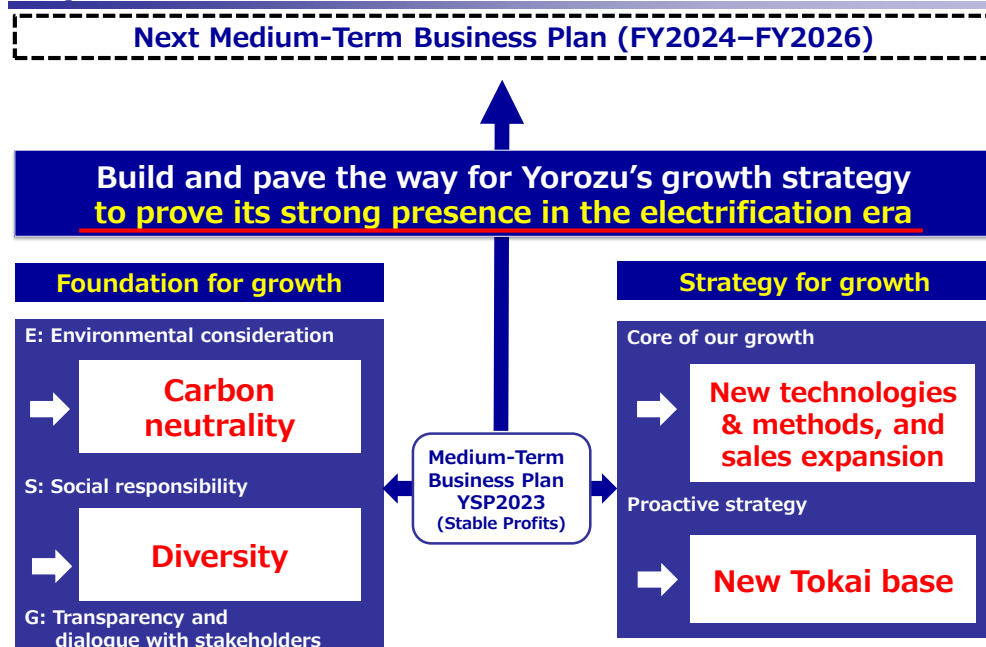 Next Medium-Term Business Plan (FY2024–FY2026)
Build and pave the way for Yorozu’s growth strategy
to prove its strong presence in the electrification era
Foundation for growth
E: Environmental consideration
Carbon
neutrality
S: Social responsibility
Diversity
G: Transparency and
dialogue with stakeholders
Medium-Term
Business Plan
YSP2023
(Stable Profits)
Strategy for growth
Core of our growth
New technologies
& methods, and
sales expansion
Proactive strategy
New Tokai base